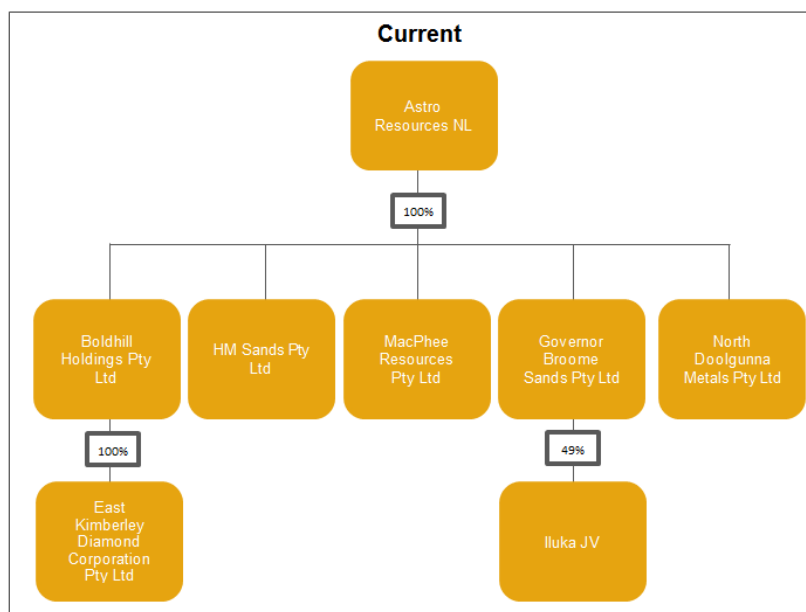 Current
Astro
Resources NL
100%
Boldhill
Holdings Pty
Ltd
HM Sands Pty
Ltd
MacPhee
Resources
Pty Ltd
Governor
Broome
Sands Pty Ltd
North
Doolgunna
Metals Pty Ltd
100%
49%
East
Kimberley
Diamond
Corporation
Pty Ltd
Iluka JV